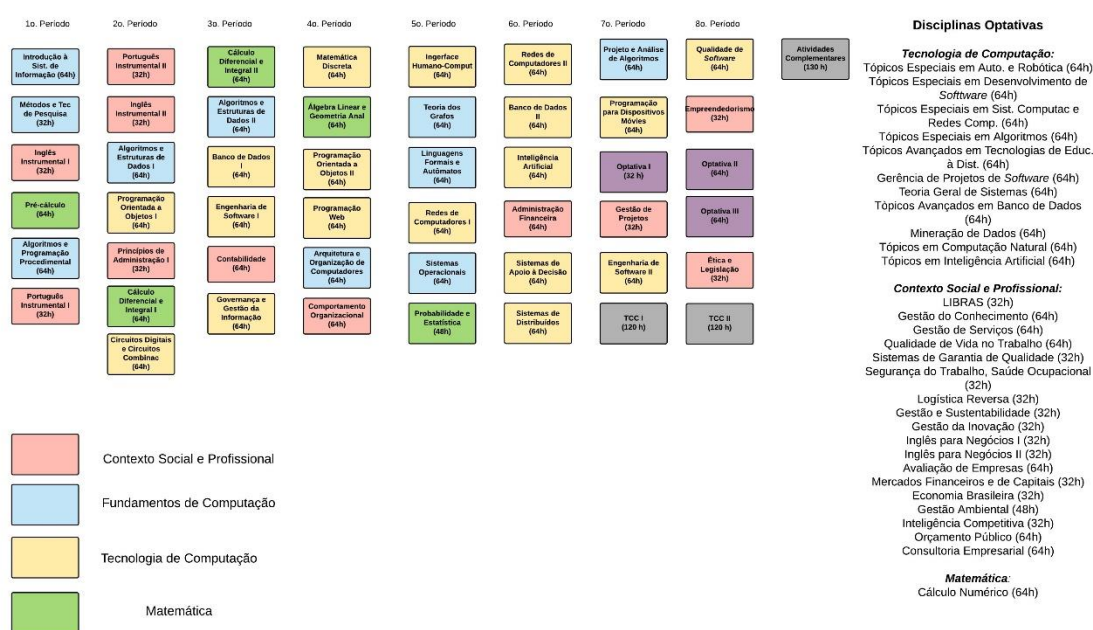 1o. Periodo
2o. Periodo
3o. Periodo
4o. Periodo
5o. Periodo
6o. Periodo
7o. Periodo
8o. Periodo
Introdução à
Sist. de
Informação (64h)
Métodos e Tec
de Pesquisa
(32h)
Inglês
Instrumental I
(32h)
Pré-cálculo
(64h)
Algoritmos e
Programação
Procedimental
(64h)
Português
Instrumental I
(32h)
Português
Instrumental II
(32h)
Inglês
Instrumental II
(32h)
Algoritmos e
Estruturas de
Dados I
(64h)
Programação
Orientada a
Objetos I
(64h)
Princípios de
Administração I
(32h)
Cálculo
Diferencial e
Integral I
(64h)
Circuitos Digitais
e Circuitos
Combinac
(64h)
Cálculo
Diferencial e
Integral II
(64h)
Algoritmos e
Estruturas de
Dados II
(64h)
Banco de Dados
I
(64h)
Engenharia de
Software I
(64h)
Contabilidade
(64h)
Governança e
Gestão da
Informação
(64h)
Matemática
Discreta
(64h)
Álgebra Linear e
Geometria Anal
(64h)
Programação
Orientada a
Objetos II
(64h)
Programação
Web
(64h)
Arquitetura e
Organização de
Computadores
(64h)
Comportamento
Organizacional
(64h)
Ingerface
Humano-Comput
(64h)
Teoria dos
Grafos
(64h)
Linguagens
Formais e
Autômatos
(64h)
Redes de
Computadores I
(64h)
Sistemas
Operacionais
(64h)
Probabilidade e
Estatística
(48h)
Redes de
Computadores II
(64h)
Banco de Dados
II
(64h)
Inteligência
Artificial
(64h)
Administração
Financeira
(64h)
Sistemas de
Apoio à Decisão
(64h)
Sistemas de
Distribuídos
(64h)
Projeto e Análise
de Algoritmos
(64h)
Programação
para Dispositivos
Móvies
(64h)
Optativa I
(32 h)
Gestão de
Projetos
(32h)
Engenharia de
Software II
(64h)
TCC I
(120 h)
Qualidade de
Software
(64h)
Empreendedorismo
(32h)
Optativa II
(64h)
Optativa III
(64h)
Ética e
Legislação
(32h)
TCC II
(120 h)
Atividades
Complementares
(130 h)
Contexto Social e Profissional
Fundamentos de Computação
Tecnologia de Computação
Matemática
Disciplinas Optativas
Tecnologia de Computação:
Tópicos Especiais em Auto. e Robótica (64h)
Tópicos Especiais em Desenvolvimento de
Softtware (64h)
Tópicos Especiais em Sist. Computac e
Redes Comp. (64h)
Tópicos Especiais em Algoritmos (64h)
Tópicos Avançados em Tecnologias de Educ.
à Dist. (64h)
Gerência de Projetos de Software (64h)
Teoria Geral de Sistemas (64h)
Tòpicos Avançados em Banco de Dados
(64h)
Mineração de Dados (64h)
Tópicos em Computação Natural (64h)
Tópicos em Inteligência Artificial (64h)
Contexto Social e Profissional:
LIBRAS (32h)
Gestão do Conhecimento (64h)
Gestão de Serviços (64h)
Qualidade de Vida no Trabalho (64h)
Sistemas de Garantia de Qualidade (32h)
Segurança do Trabalho, Saúde Ocupacional
(32h)
Logística Reversa (32h)
Gestão e Sustentabilidade (32h)
Gestão da Inovação (32h)
Inglês para Negócios I (32h)
Inglês para Negócios II (32h)
Avaliação de Empresas (64h)
Mercados Financeiros e de Capitais (32h)
Economia Brasileira (32h)
Gestão Ambiental (48h)
Inteligência Competitiva (32h)
Orçamento Público (64h)
Consultoria Empresarial (64h)
Matemática:
Cálculo Numérico (64h)